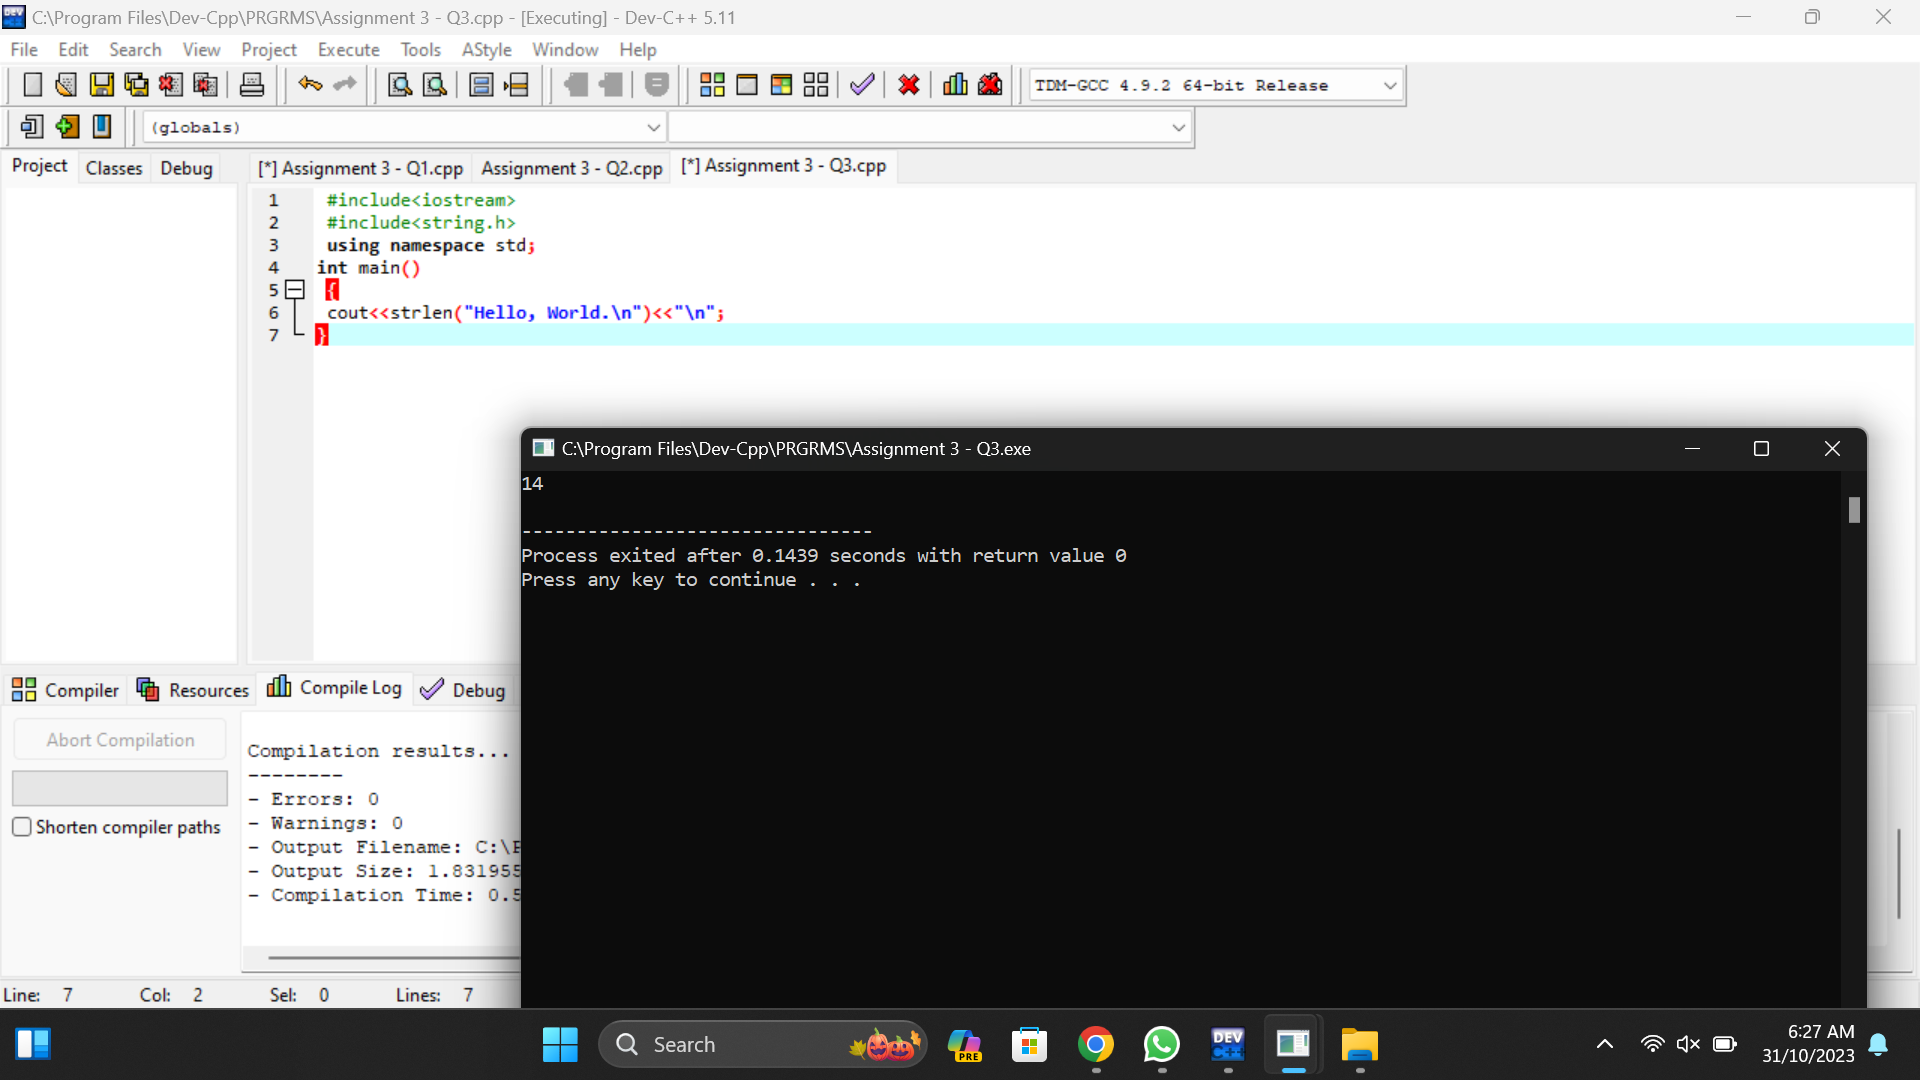 C:\Program Files\Dev-Cpp\PRGRMS\Assignment 3 - Q3.cpp - [Executing] - Dev-C++ 5.11
File Edit Search View Project Execute Tools AStyle Window Help
TDM-GCC 4.9.2 64-bit Release
(globals)
Project Classes Debug [*] Assignment 3 - Q1.cpp Assignment 3 - Q2.cpp [*] Assignment 3 - Q3.cpp
1 #include<iostream>
2 #include<string.h>
3 using namespace std;
4 int main()
5 {
6 cout<<strlen("Hello, World.\n")<<"\n";
7 }
C:\Program Files\Dev-Cpp\PRGRMS\Assignment 3 - Q3.exe
14
--------------------------------
Process exited after 0.1439 seconds with return value 0
Press any key to continue . . .
Compiler Resources Compile Log Debug
Abort Compilation
Shorten compiler paths
Compilation results...
--------
- Errors: 0
- Warnings: 0
- Output Filename: C:\P
- Output Size: 1.831955
- Compilation Time: 0.5
Line: 7 Col: 2 Sel: 0 Lines: 7
Search
PRE
DEV
C++
6:27 AM
31/10/2023